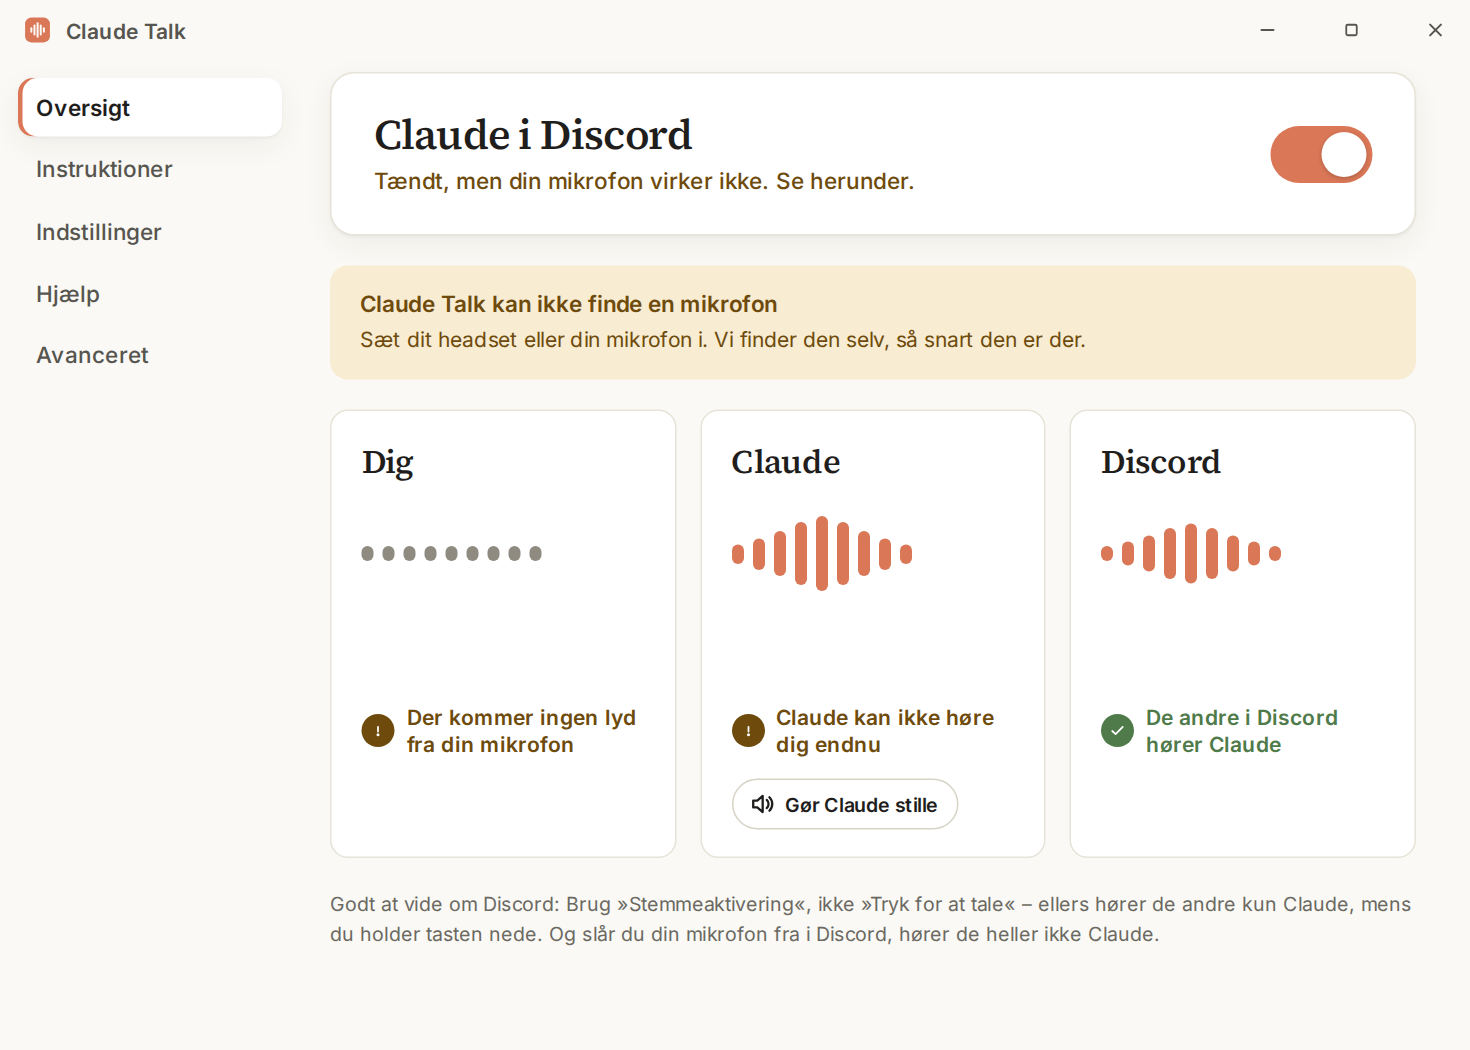 Claude Talk
Oversigt
Instruktioner
Indstillinger
Hjælp
Avanceret
Claude i Discord
Tændt, men din mikrofon virker ikke. Se herunder.
Claude Talk kan ikke finde en mikrofon
Sæt dit headset eller din mikrofon i. Vi finder den selv, så snart den er der.
Dig
Der kommer ingen lyd
fra din mikrofon
Claude
Claude kan ikke høre
dig endnu
Gør Claude stille
Discord
De andre i Discord
hører Claude
Godt at vide om Discord: Brug »Stemmeaktivering«, ikke »Tryk for at tale« – ellers hører de andre kun Claude, mens
du holder tasten nede. Og slår du din mikrofon fra i Discord, hører de heller ikke Claude.